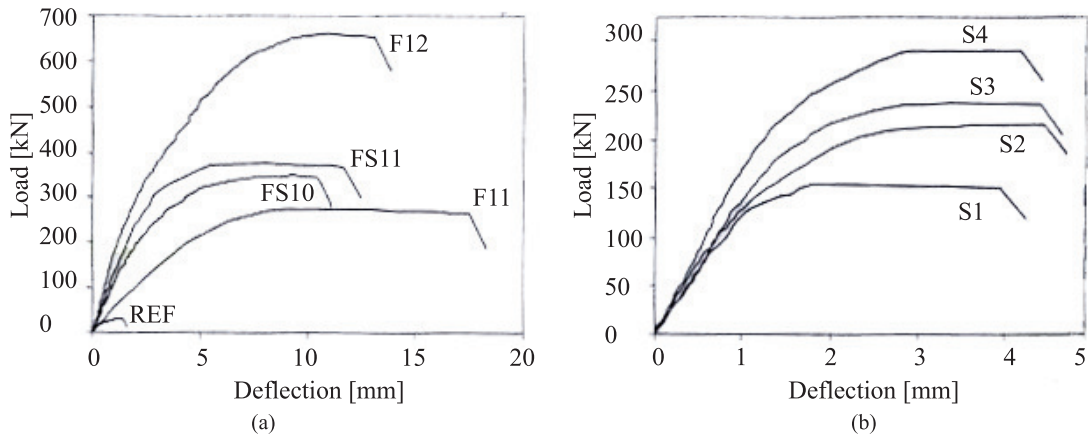 700
600
500
400
300
200
100
0
Load [kN]
F12
FS11
FS10
F11
REF
0 5 10 15 20
Deflection [mm]
(a)
300
250
200
150
100
50
0
Load [kN]
S4
S3
S2
S1
0 1 2 3 4 5
Deflection [mm]
(b)